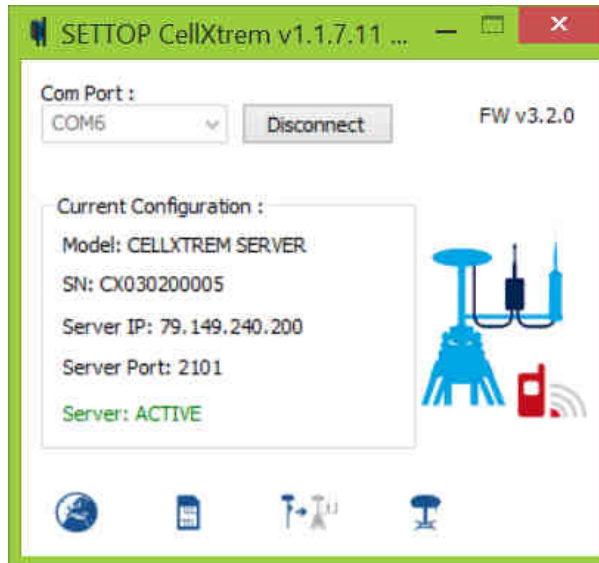 SETTOP CellXtrem v1.1.7.11 ...
Com Port :
COM6
Disconnect
FW v3.2.0
Current Configuration :
Model: CELLXTREM SERVER
SN: CX030200005
Server IP: 79.149.240.200
Server Port: 2101
Server: ACTIVE